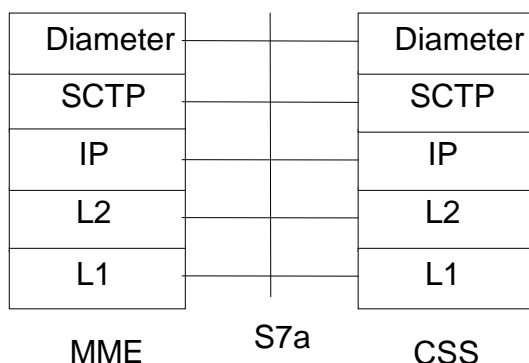 Diameter Diameter
SCTP SCTP
IP IP
L2 L2
L1 L1
MME S7a CSS